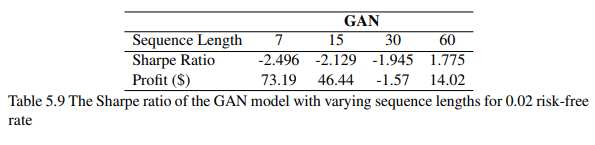 GAN
Sequence Length 7 15 30 60
Sharpe Ratio -2.496 -2.129 -1.945 1.775
Profit ($) 73.19 46.44 -1.57 14.02
Table 5.9 The Sharpe ratio of the GAN model with varying sequence lengths for 0.02 risk-free
rate